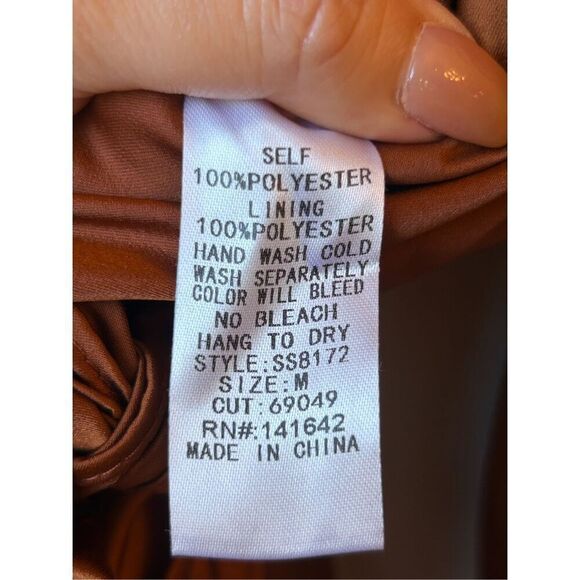 SELF
100%POLYESTER
LINING
100%POLYESTER
HAND WASH COLD
WASH SEPARATELY
COLOR WILL BLEED
NO BLEACH
HANG TO DRY
STYLE:SS8172
SIZE:M
CUT: 69049
RN#:141642
MADE IN CHINA